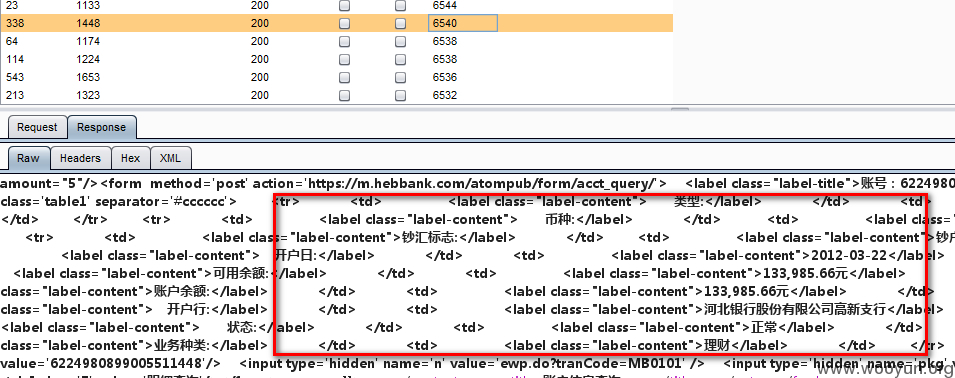 23 1133 200 6544
338 1448 200 6540
64 1174 200 6538
114 1224 200 6538
543 1653 200 6536
213 1323 200 6532
Request Response
Raw Headers Hex XML
amount="5"/><form method='post' action='https://m.hebbank.com/atompub/form/acct_query/'> <label class="label-title">账号：6224980
class='table1' separator='#cccccc'> <tr> <td> <label class="label-content"> 类型:</label> </td> <td>
</td> </tr> <tr> <td> <label class="label-content"> 币种:</label> </td> <td> <label
<tr> <td> <label class="label-content">钞汇标志:</label> </td> <td> <label class="label-content">钞户
<label class="label-content"> 开户日:</label> </td> <td> <label class="label-content">2012-03-22</label>
<label class="label-content">可用余额:</label> </td> <td> <label class="label-content">133,985.66元</label>
class="label-content">账户余额:</label> </td> <td> <label class="label-content">133,985.66元</label> </td>
class="label-content"> 开户行:</label> </td> <td> <label class="label-content">河北银行股份有限公司高新支行</label>
<label class="label-content"> 状态:</label> </td> <td> <label class="label-content">正常</label> </td>
class="label-content">业务种类:</label> </td> <td> <label class="label-content">理财</label> </td> </tr>
value='6224980899005511448'/> <input type='hidden' name='n' value='ewp.do?tranCode=MB0101' /> <input type='hidden' name='pkg'
www.wooyun.org